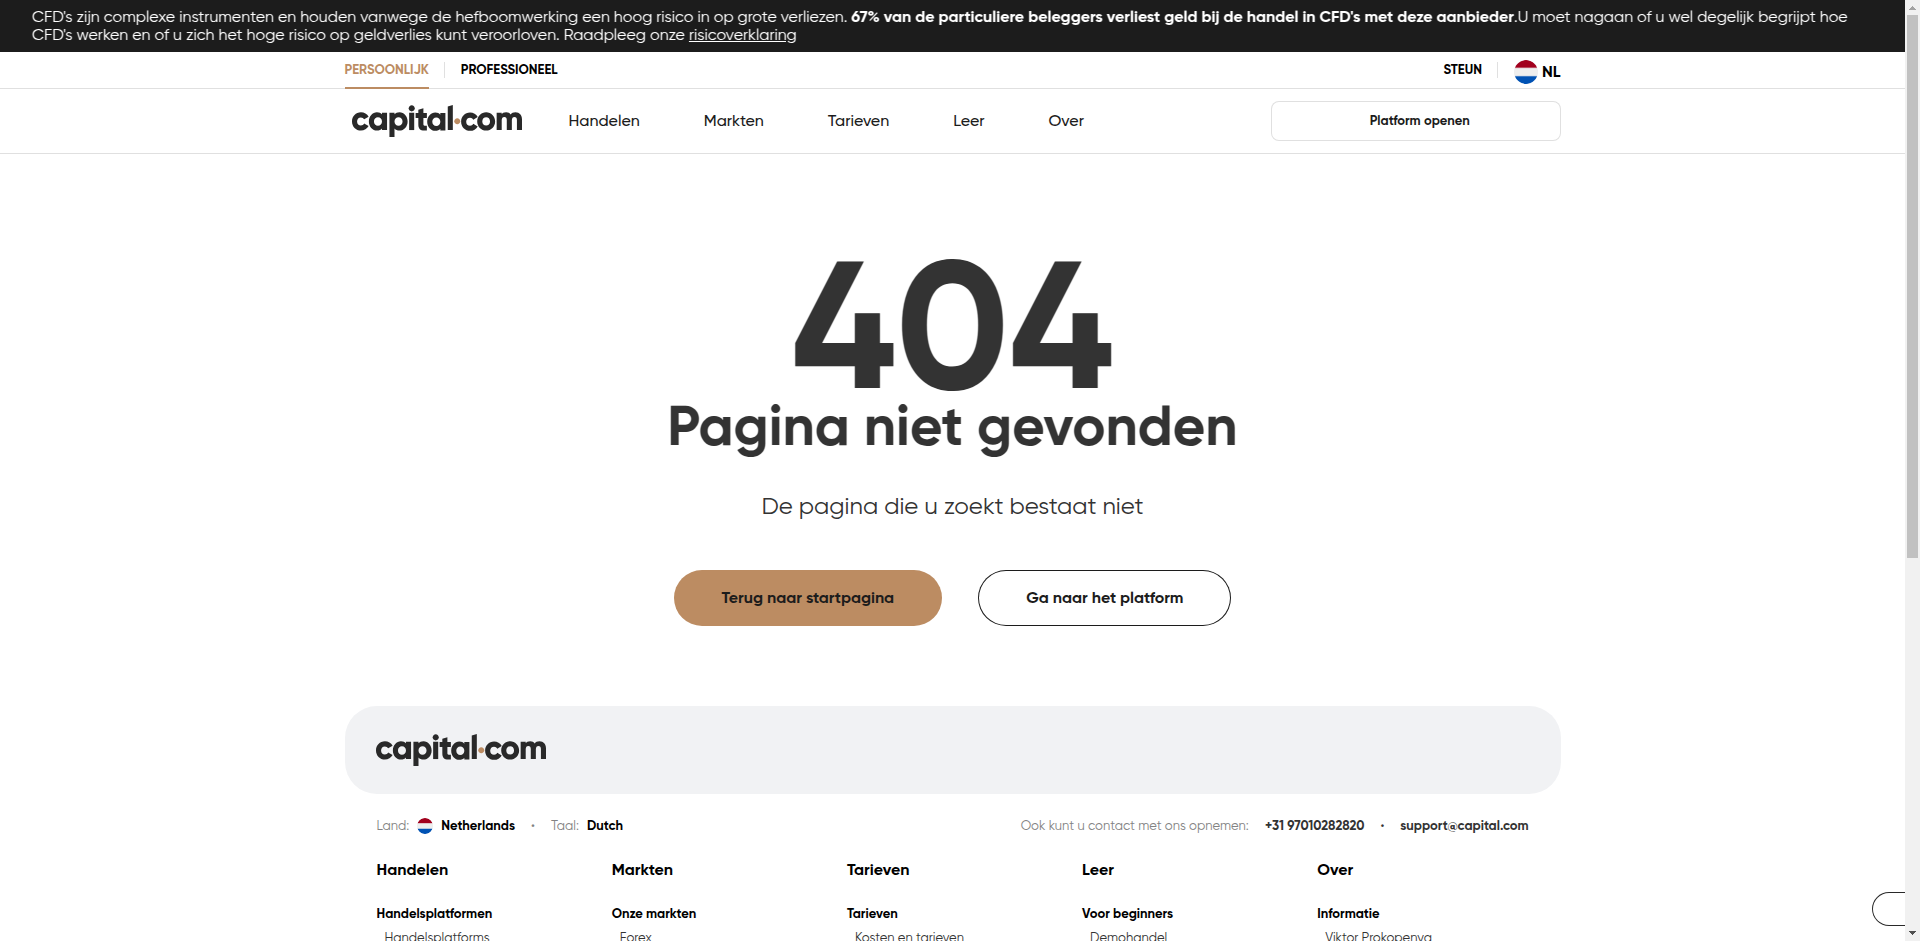 CFD's zijn complexe instrumenten en houden vanwege de hefboomwerking een hoog risico in op grote verliezen. 67% van de particuliere beleggers verliest geld bij de handel in CFD's met deze aanbieder.U moet nagaan of u wel degelijk begrijpt hoe
CFD's werken en of u zich het hoge risico op geldverlies kunt veroorloven. Raadpleeg onze risicoverklaring
PERSOONLIJK PROFESSIONEEL STEUN NL
capital.com Handelen Markten Tarieven Leer Over Platform openen
404
Pagina niet gevonden
De pagina die u zoekt bestaat niet
Terug naar startpagina Ga naar het platform
capital.com
Land: Netherlands • Taal: Dutch Ook kunt u contact met ons opnemen: +31 97010282820 • support@capital.com
Handelen Markten Tarieven Leer Over
Handelsplatformen Onze markten Tarieven Voor beginners Informatie
Handelsplatforms Forex Kosten en tarieven Demohandel Viktor Prokopenya